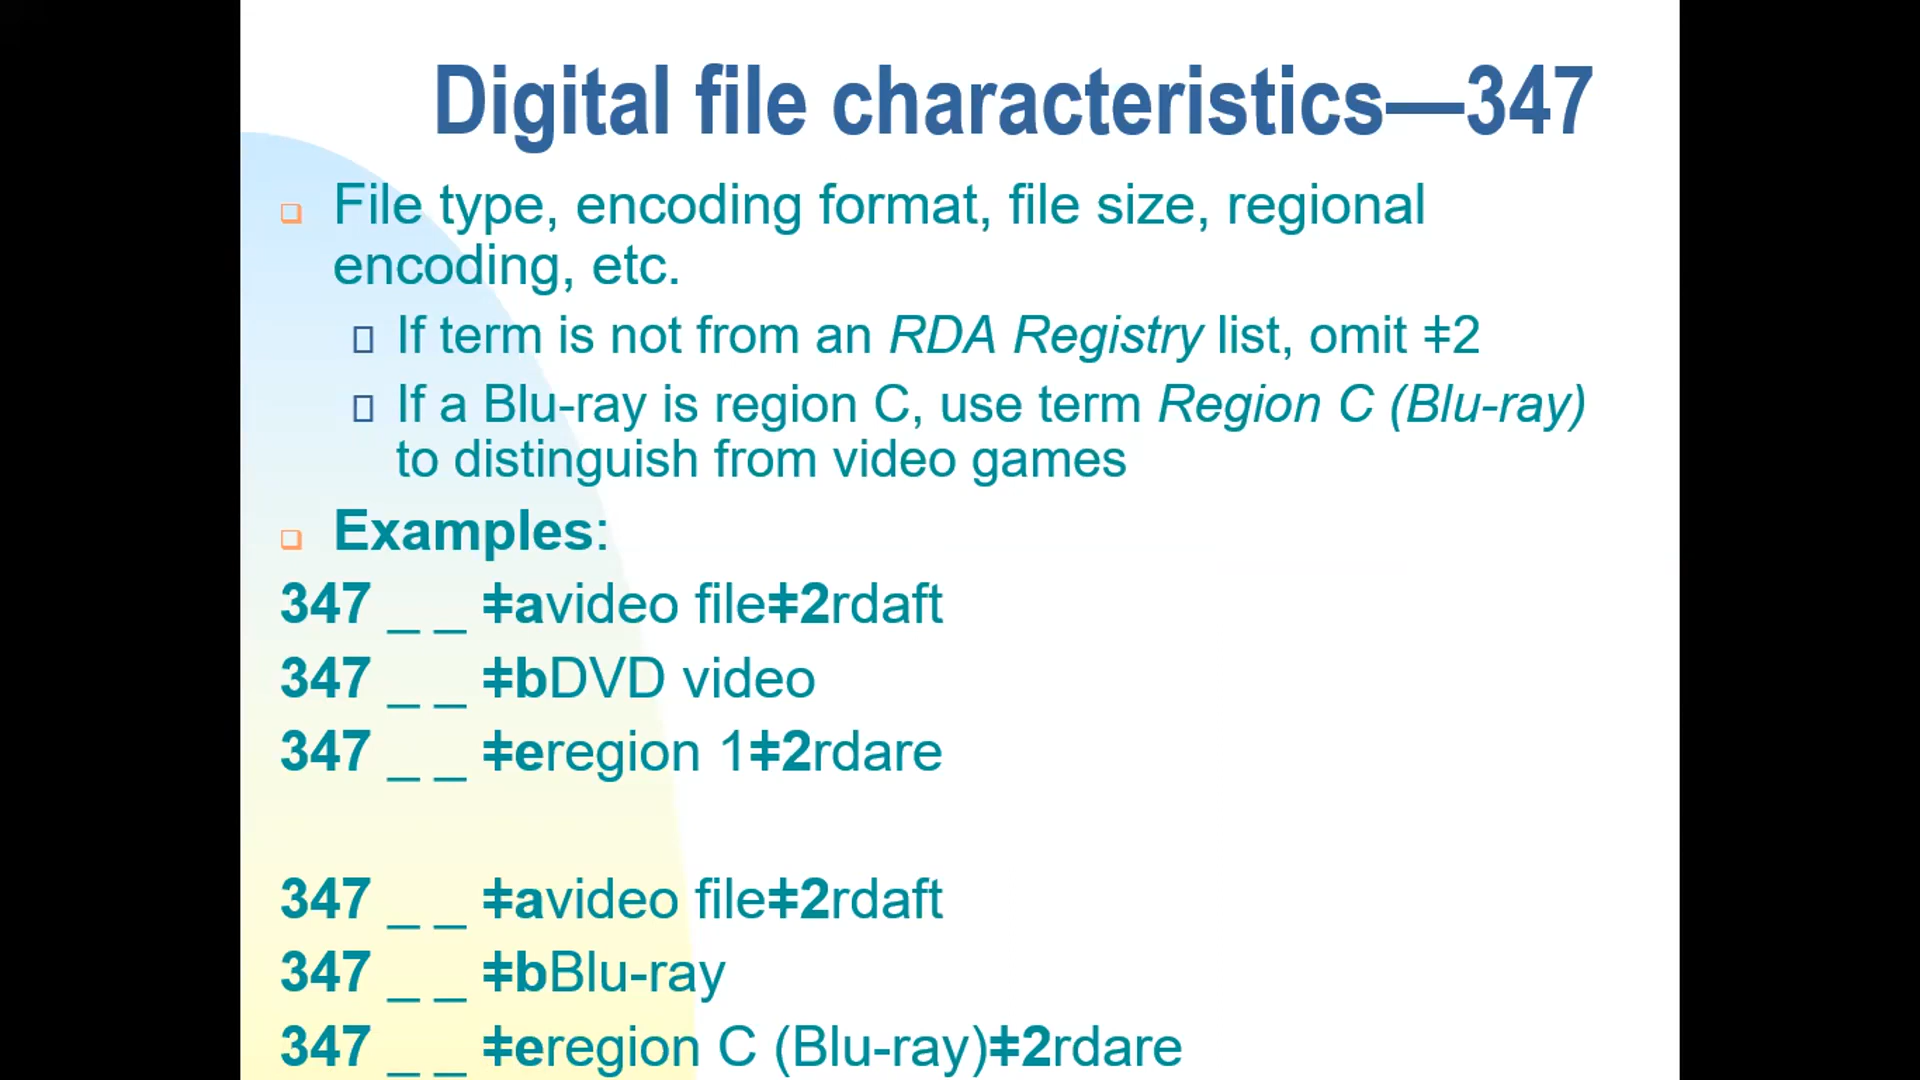 Digital file characteristics—347
File type, encoding format, file size, regional
encoding, etc.
If term is not from an RDA Registry list, omit ǂ2
If a Blu-ray is region C, use term Region C (Blu-ray)
to distinguish from video games
Examples:
347 _ _ ǂavideo fileǂ2rdaft
347 _ _ ǂbDVD video
347 _ _ ǂeregion 1ǂ2rdare
347 _ _ ǂavideo fileǂ2rdaft
347 _ _ ǂbBlu-ray
347 _ _ ǂeregion C (Blu-ray)ǂ2rdare